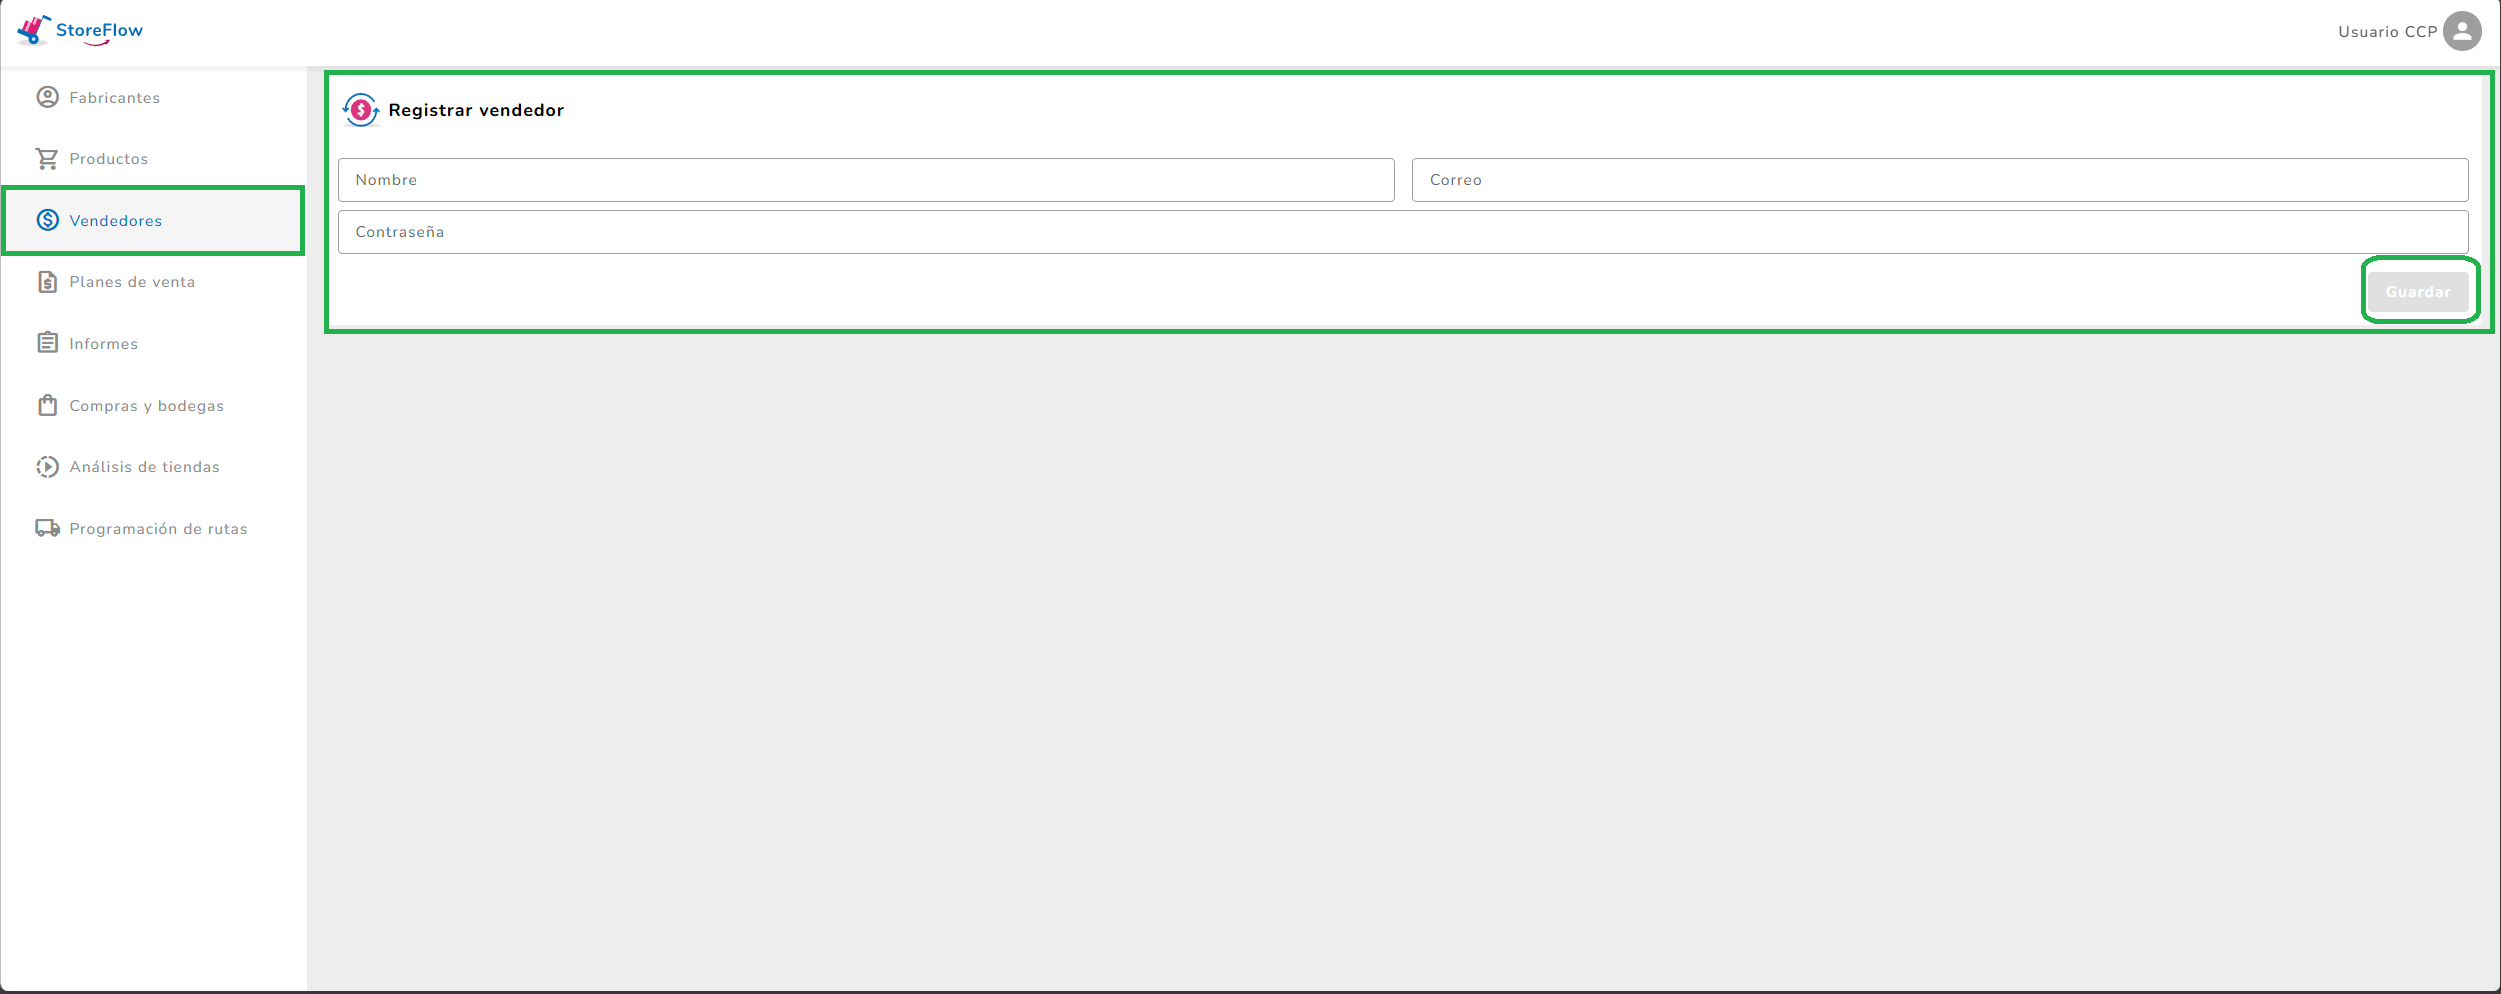 StoreFlow
Usuario CCP
Fabricantes
Productos
Vendedores
Planes de venta
Informes
Compras y bodegas
Análisis de tiendas
Programación de rutas
Registrar vendedor
Nombre
Correo
Contraseña
Guardar